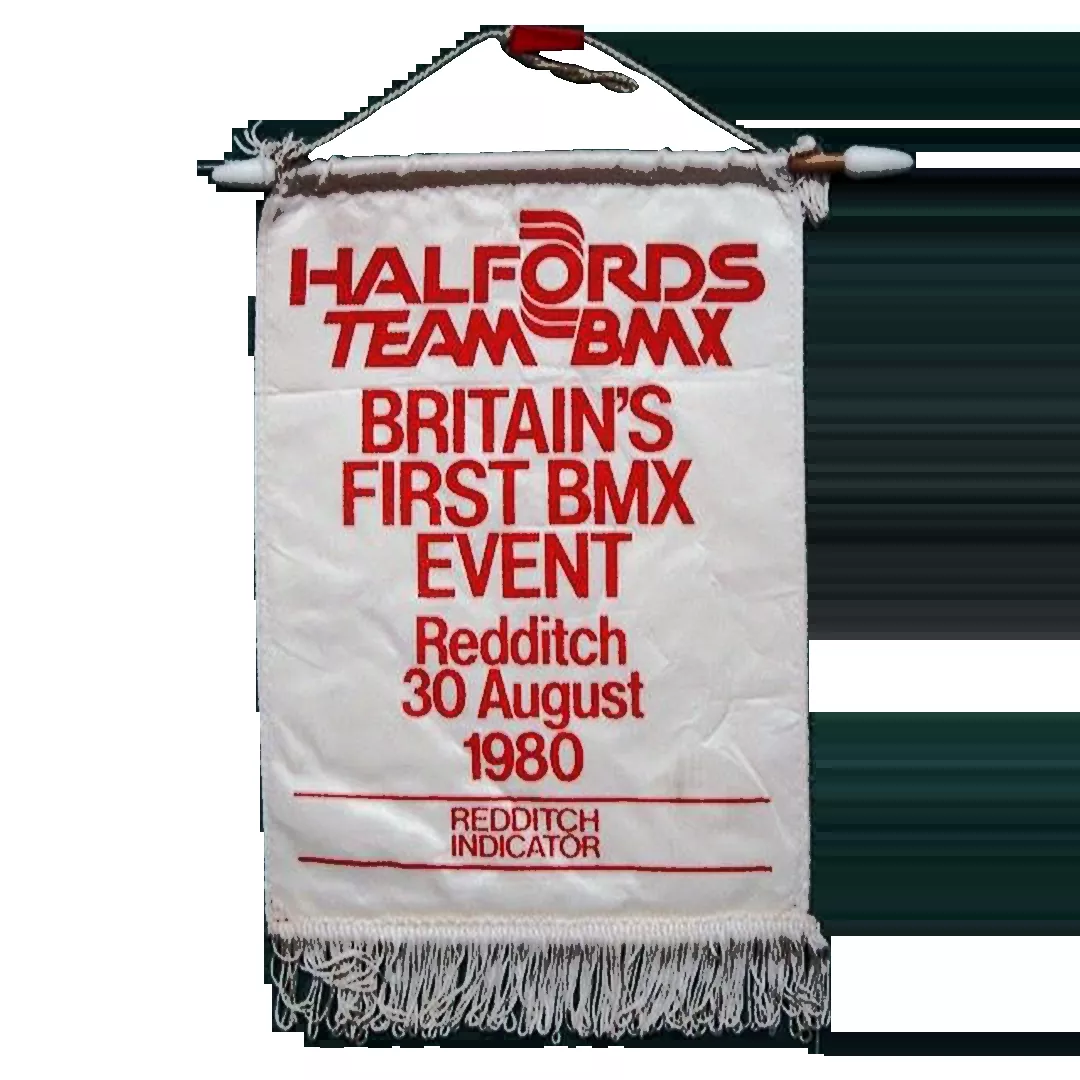 HALFORDS
TEAM BMX
BRITAIN'S
FIRST BMX
EVENT
Redditch
30 August
1980
REDDITCH
INDICATOR